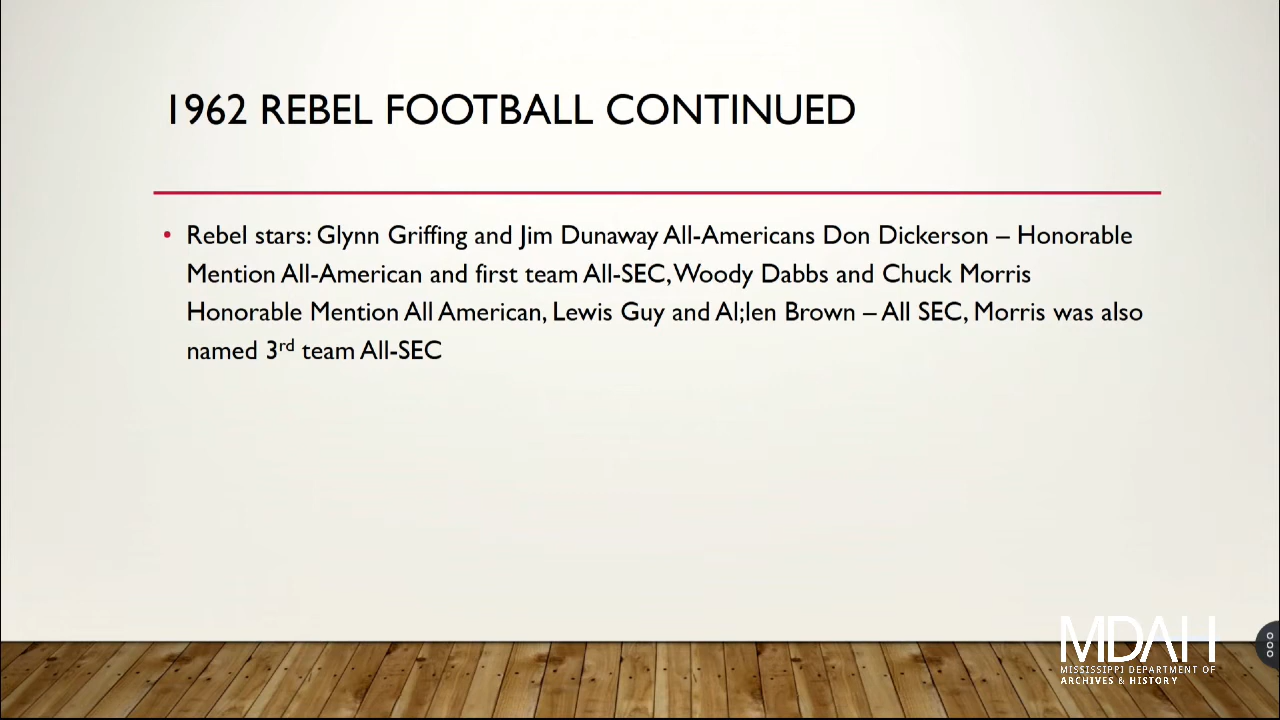 1962 REBEL FOOTBALL CONTINUED
• Rebel stars: Glynn Griffing and Jim Dunaway All-Americans Don Dickerson – Honorable
Mention All-American and first team All-SEC, Woody Dabbs and Chuck Morris
Honorable Mention All American, Lewis Guy and Al;len Brown – All SEC, Morris was also
named 3rd team All-SEC
MDAH
MISSISSIPPI DEPARTMENT OF
ARCHIVES & HISTORY